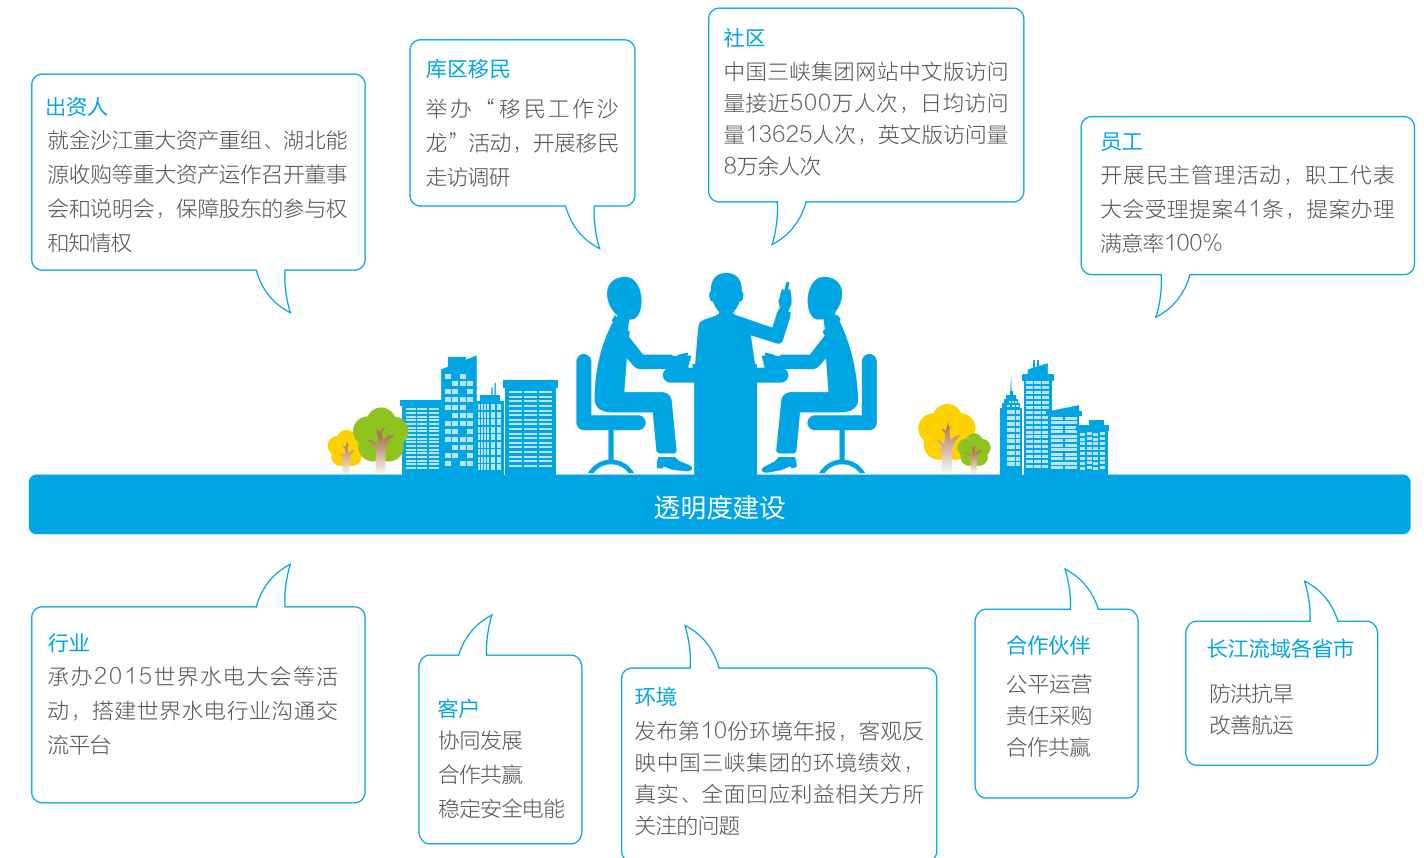 出资人
就金沙江重大资产重组、湖北能
源收购等重大资产运作召开董事
会和说明会，保障股东的参与权
和知情权
库区移民
举办“移民工作沙
龙”活动，开展移民
走访调研
社区
中国三峡集团网站中文版访问
量接近500万人次，日均访问
量13625人次，英文版访问量
8万余人次
员工
开展民主管理活动，职工代表
大会受理提案41条，提案办理
满意率100%
透明度建设
行业
承办2015世界水电大会等活
动，搭建世界水电行业沟通交
流平台
客户
协同发展
合作共赢
稳定安全电能
环境
发布第10份环境年报，客观反
映中国三峡集团的环境绩效，
真实、全面回应利益相关方所
关注的问题
合作伙伴
公平运营
责任采购
合作共赢
长江流域各省市
防洪抗旱
改善航运